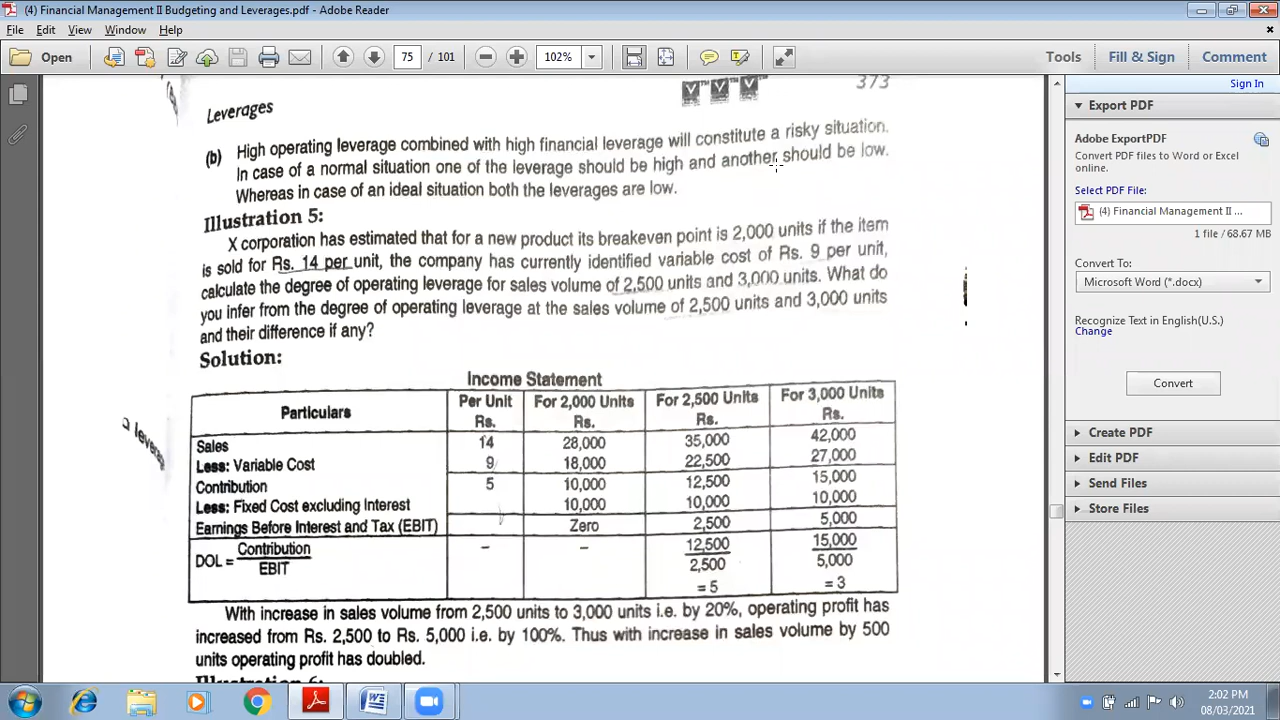 (4) Financial Management II Budgeting and Leverages.pdf - Adobe Reader
File Edit View Window Help
Open 75 / 101 102% Tools Fill & Sign Comment
Sign In
Leverages 373
(b) High operating leverage combined with high financial leverage will constitute a risky situation.
In case of a normal situation one of the leverage should be high and another should be low.
Whereas in case of an ideal situation both the leverages are low.
Illustration 5:
X corporation has estimated that for a new product its breakeven point is 2,000 units if the item
is sold for Rs. 14 per unit, the company has currently identified variable cost of Rs. 9 per unit,
calculate the degree of operating leverage for sales volume of 2,500 units and 3,000 units. What do
you infer from the degree of operating leverage at the sales volume of 2,500 units and 3,000 units
and their difference if any?
Solution:
Income Statement
Particulars Per Unit Rs. For 2,000 Units Rs. For 2,500 Units Rs. For 3,000 Units Rs.
Sales 14 28,000 35,000 42,000
Less: Variable Cost 9 18,000 22,500 27,000
Contribution 5 10,000 12,500 15,000
Less: Fixed Cost excluding Interest 10,000 10,000 10,000
Earnings Before Interest and Tax (EBIT) Zero 2,500 5,000
DOL = Contribution / EBIT – – 12,500 / 2,500 15,000 / 5,000
= 5 = 3
With increase in sales volume from 2,500 units to 3,000 units i.e. by 20%, operating profit has
increased from Rs. 2,500 to Rs. 5,000 i.e. by 100%. Thus with increase in sales volume by 500
units operating profit has doubled.
Illustration 6:
leverag
Export PDF
Adobe ExportPDF
Convert PDF files to Word or Excel
online.
Select PDF File:
(4) Financial Management II ...
1 file / 68.67 MB
Convert To:
Microsoft Word (*.docx)
Recognize Text in English(U.S.)
Change
Convert
Create PDF
Edit PDF
Send Files
Store Files
2:02 PM
08/03/2021